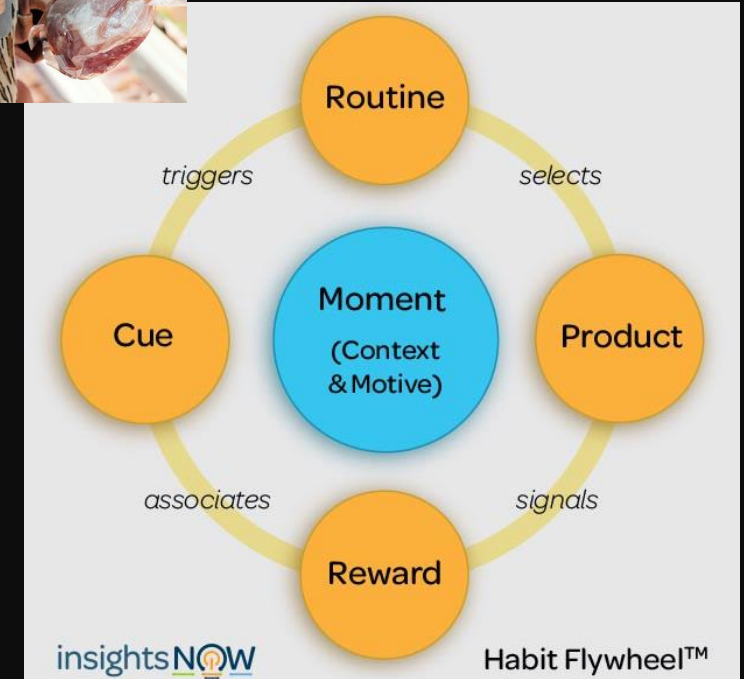 Routine
triggers
selects
Moment
(Context
& Motive)
Cue
Product
associates
signals
Reward
insightsNOW
Habit Flywheel™